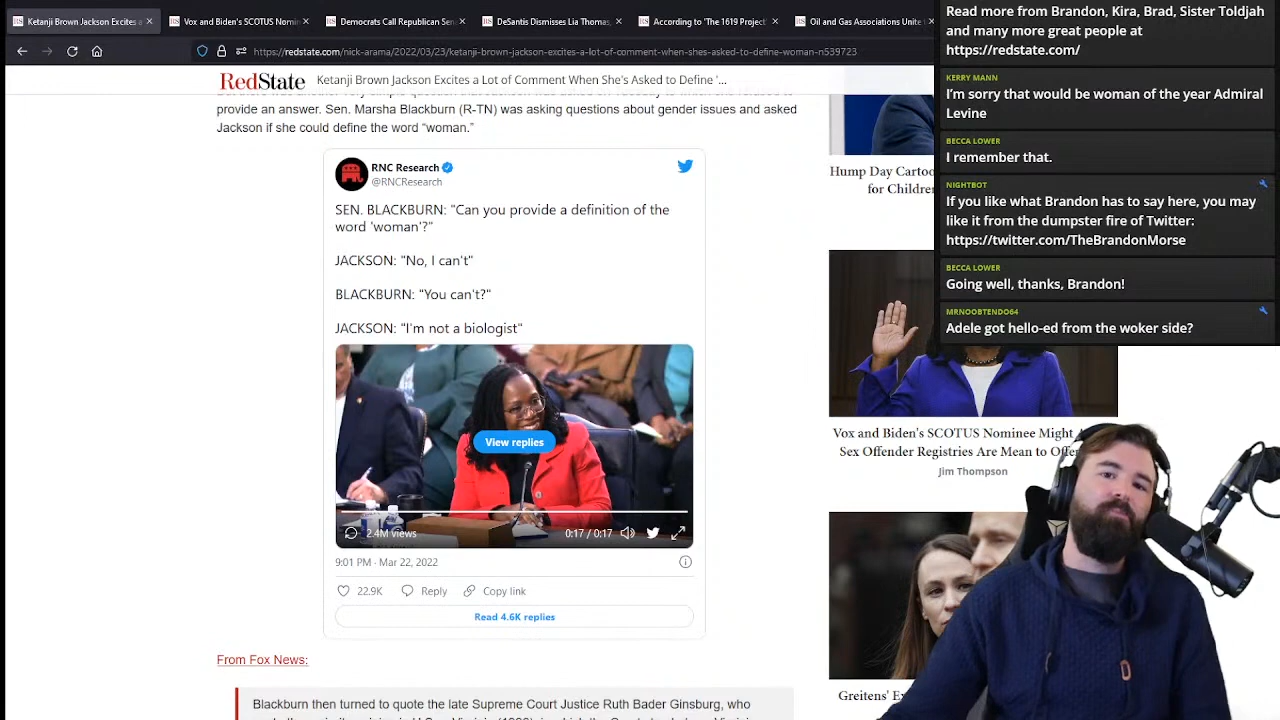 Ketanji Brown Jackson Excites a
Vox and Biden's SCOTUS Nomin
Democrats Call Republican Sena
DeSantis Dismisses Lia Thomas,
According to 'The 1619 Project'
Oil and Gas Associations Unite
https://redstate.com/nick-arama/2022/03/23/ketanji-brown-jackson-excites-a-lot-of-comment-when-shes-asked-to-define-woman-n539723
RedState Ketanji Brown Jackson Excites a Lot of Comment When She's Asked to Define '...
provide an answer. Sen. Marsha Blackburn (R-TN) was asking questions about gender issues and asked
Jackson if she could define the word “woman.”
RNC Research
@RNCResearch
SEN. BLACKBURN: "Can you provide a definition of the
word 'woman'?"
JACKSON: "No, I can't"
BLACKBURN: "You can't?"
JACKSON: "I'm not a biologist"
View replies
2.4M views
0:17 / 0:17
9:01 PM · Mar 22, 2022
22.9K Reply Copy link
Read 4.6K replies
From Fox News:
Blackburn then turned to quote the late Supreme Court Justice Ruth Bader Ginsburg, who
Hump Day Cartoo
for Children
Vox and Biden's SCOTUS Nominee Might A
Sex Offender Registries Are Mean to Offe
Jim Thompson
Greitens' Ex
Read more from Brandon, Kira, Brad, Sister Toldjah
and many more great people at
https://redstate.com/
KERRY MANN
I’m sorry that would be woman of the year Admiral
Levine
BECCA LOWER
I remember that.
NIGHTBOT
If you like what Brandon has to say here, you may
like it from the dumpster fire of Twitter:
https://twitter.com/TheBrandonMorse
BECCA LOWER
Going well, thanks, Brandon!
MRNOOBTENDO64
Adele got hello-ed from the woker side?